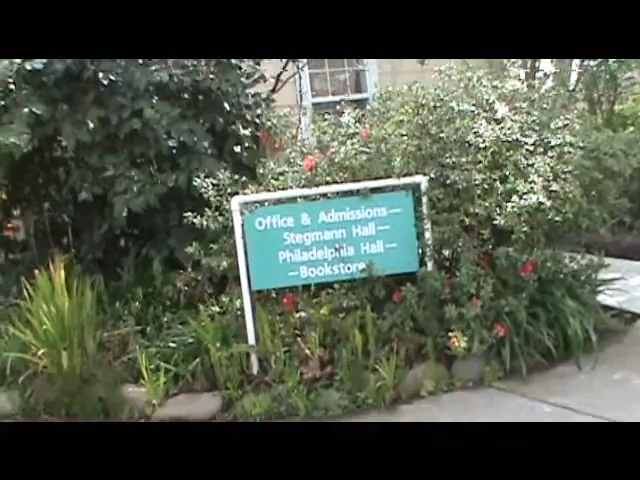 Office & Admissions—
Stegmann Hall—
Philadelphia Hall—
—Bookstore